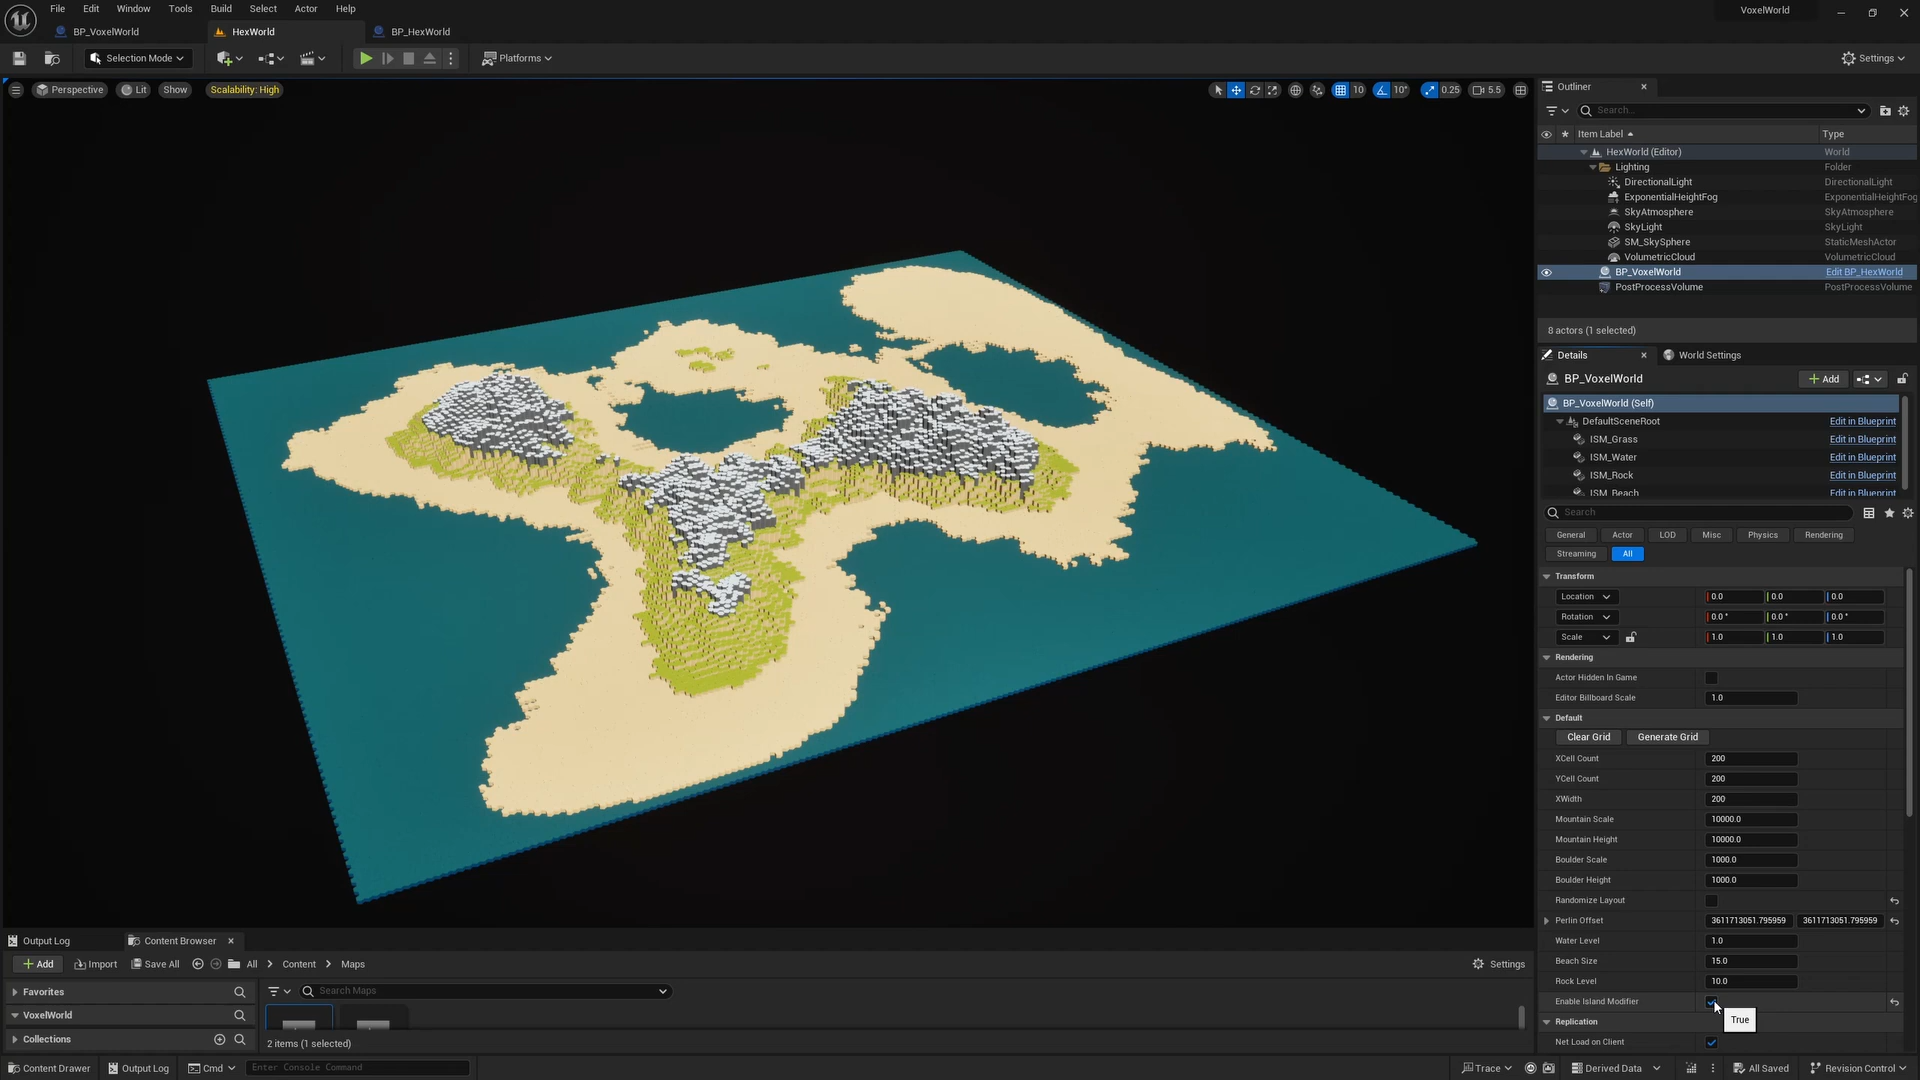 File Edit Window Tools Build Select Actor Help
VoxelWorld
BP_VoxelWorld HexWorld BP_HexWorld
Selection Mode Platforms Settings
Perspective Lit Show Scalability: High 10 10° 0.25 5.5
Outliner
Search...
Item Label Type
HexWorld (Editor) World
Lighting Folder
DirectionalLight DirectionalLight
ExponentialHeightFog ExponentialHeightFog
SkyAtmosphere SkyAtmosphere
SkyLight SkyLight
SM_SkySphere StaticMeshActor
VolumetricCloud VolumetricCloud
BP_VoxelWorld Edit BP_HexWorld
PostProcessVolume PostProcessVolume
8 actors (1 selected)
Details World Settings
BP_VoxelWorld Add
BP_VoxelWorld (Self)
DefaultSceneRoot Edit in Blueprint
ISM_Grass Edit in Blueprint
ISM_Water Edit in Blueprint
ISM_Rock Edit in Blueprint
ISM_Beach Edit in Blueprint
Search
General Actor LOD Misc Physics Rendering
Streaming All
Transform
Location 0.0 0.0 0.0
Rotation 0.0 ° 0.0 ° 0.0 °
Scale 1.0 1.0 1.0
Rendering
Actor Hidden In Game
Editor Billboard Scale 1.0
Default
Clear Grid Generate Grid
XCell Count 200
YCell Count 200
XWidth 200
Mountain Scale 10000.0
Mountain Height 10000.0
Boulder Scale 1000.0
Boulder Height 1000.0
Randomize Layout
Perlin Offset 3611713051.795959 3611713051.795959
Water Level 1.0
Beach Size 15.0
Rock Level 10.0
Enable Island Modifier
True
Replication
Net Load on Client
Output Log Content Browser
Add Import Save All All Content Maps Settings
Favorites Search Maps
VoxelWorld
Collections 2 items (1 selected)
Content Drawer Output Log Cmd Enter Console Command Trace Derived Data All Saved Revision Control